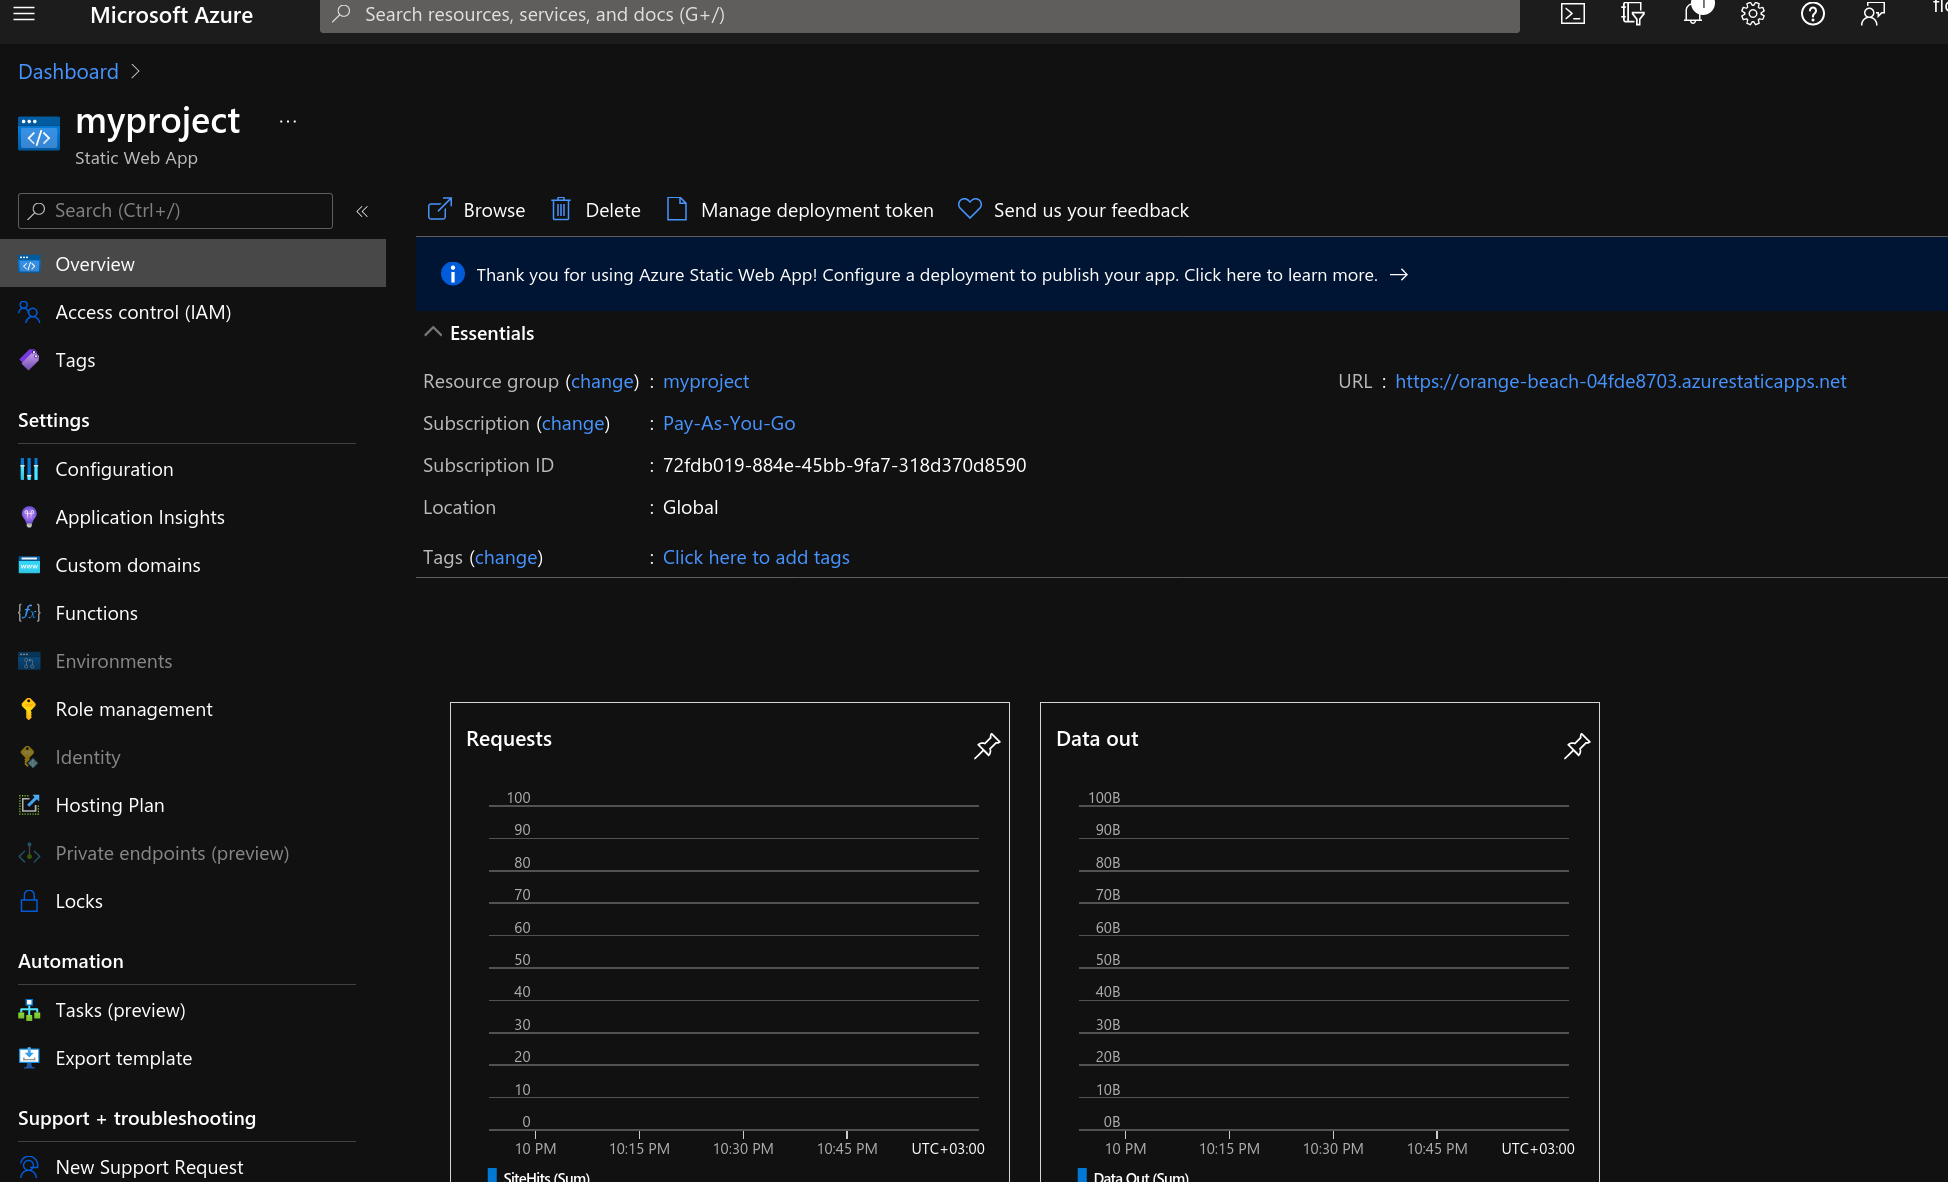 Microsoft Azure
Search resources, services, and docs (G+/)
1
Dashboard
myproject
...
Static Web App
Search (Ctrl+/)
«
Overview
Access control (IAM)
Tags
Settings
Configuration
Application Insights
Custom domains
Functions
Environments
Role management
Identity
Hosting Plan
Private endpoints (preview)
Locks
Automation
Tasks (preview)
Export template
Support + troubleshooting
New Support Request
Browse
Delete
Manage deployment token
Send us your feedback
Thank you for using Azure Static Web App! Configure a deployment to publish your app. Click here to learn more. →
Essentials
Resource group (change) : myproject
URL : https://orange-beach-04fde8703.azurestaticapps.net
Subscription (change) : Pay-As-You-Go
Subscription ID : 72fdb019-884e-45bb-9fa7-318d370d8590
Location : Global
Tags (change) : Click here to add tags
Requests
100
90
80
70
60
50
40
30
20
10
0
10 PM 10:15 PM 10:30 PM 10:45 PM UTC+03:00
SiteHits (Sum)
Data out
100B
90B
80B
70B
60B
50B
40B
30B
20B
10B
0B
10 PM 10:15 PM 10:30 PM 10:45 PM UTC+03:00
Data Out (Sum)